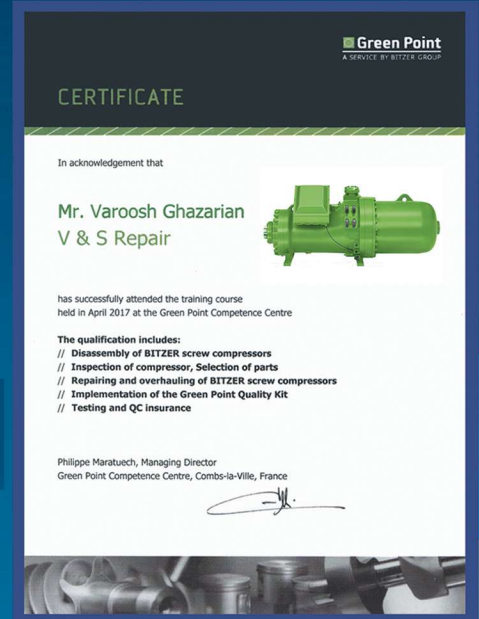 Green Point
A SERVICE BY BITZER GROUP
CERTIFICATE
In acknowledgement that
Mr. Varoosh Ghazarian
V & S Repair
has successfully attended the training course
held in April 2017 at the Green Point Competence Centre
The qualification includes:
// Disassembly of BITZER screw compressors
// Inspection of compressor, Selection of parts
// Repairing and overhauling of BITZER screw compressors
// Implementation of the Green Point Quality Kit
// Testing and QC insurance
Philippe Maratuech, Managing Director
Green Point Competence Centre, Combs-la-Ville, France